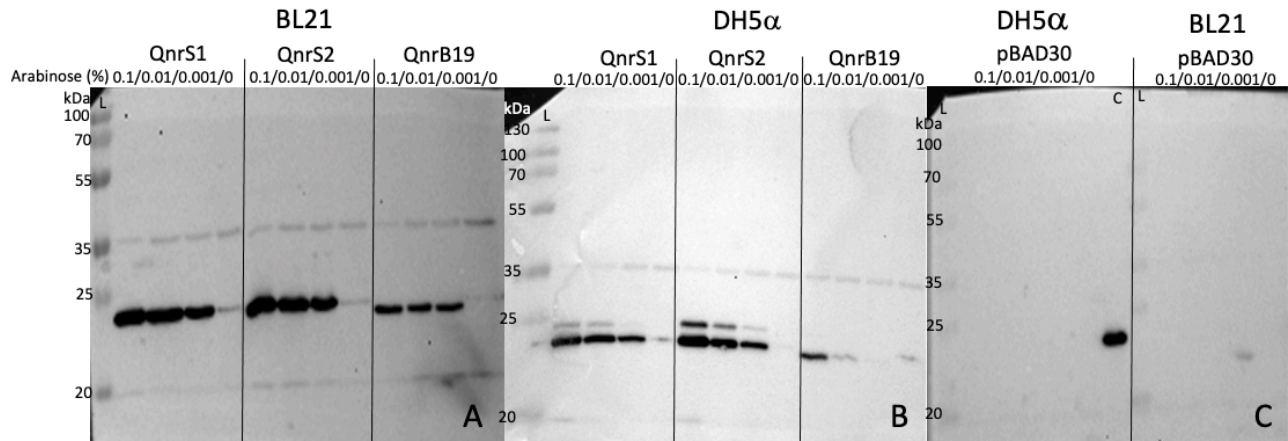 BL21
DH5α
DH5α
BL21
QnrS1
QnrS2
QnrB19
QnrS1
QnrS2
QnrB19
pBAD30
pBAD30
Arabinose (%)
0.1/0.01/0.001/0
0.1/0.01/0.001/0
0.1/0.01/0.001/0
0.1/0.01/0.001/0
0.1/0.01/0.001/0
0.1/0.01/0.001/0
0.1/0.01/0.001/0
0.1/0.01/0.001/0
kDa
L
100
70
55
35
25
20
A
kDa
L
130
100
70
55
35
25
20
B
L
C
L
kDa
100
70
55
35
25
20
C